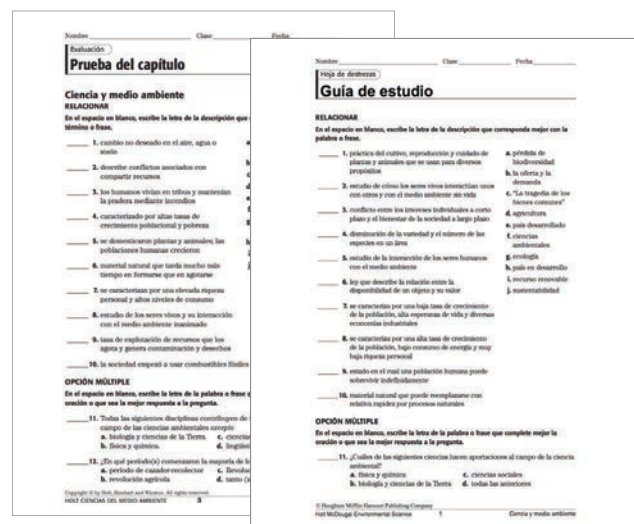 Nombre Clase Fecha
Evaluación
Prueba del capítulo
Ciencia y medio ambiente
RELACIONAR
En el espacio en blanco, escribe la letra de la descripción que
término o frase.
1. cambio no deseado en el aire, agua o
suelo
2. describe conflictos asociados con
compartir recursos
3. los humanos vivían en tribus y mantenían
la pradera mediante incendios
4. caracterizado por altas tasas de
crecimiento poblacional y pobreza
5. se domesticaron plantas y animales; las
poblaciones humanas crecieron
6. material natural que tarda mucho más
tiempo en formarse que en agotarse
7. se caracterizan por una elevada riqueza
personal y altos niveles de consumo
8. estudio de los seres vivos y su interacción
con el medio ambiente inanimado
9. tasa de explotación de recursos que los
agota y genera contaminación y desechos
10. la sociedad empezó a usar combustibles fósiles
OPCIÓN MÚLTIPLE
En el espacio en blanco, escribe la letra de la palabra o frase
oración o que sea la mejor respuesta a la pregunta.
11. Todas las siguientes disciplinas contribuyen
campo de las ciencias ambientales excepto
a. biología y ciencias de la Tierra. c. ciencias
b. física y química. d.
12. ¿En qué período(s) comenzaron la mayoría de
a. período de cazador-recolector c.
b. revolución agrícola d. tanto
Copyright © by Holt, Rinehart and Winston. All rights reserved.
HOLT CIENCIAS DEL MEDIO AMBIENTE 3
Nombre Clase Fecha
Hoja de destrezas
Guía de estudio
RELACIONAR
En el espacio en blanco, escribe la letra de la descripción que corresponda mejor con la
palabra o frase.
1. práctica del cultivo, reproducción y cuidado de
plantas y animales que se usan para diversos
propósitos
2. estudio de cómo los seres vivos interactúan unos
con otros y con el medio ambiente sin vida
3. conflicto entre los intereses individuales a corto
plazo y el bienestar de la sociedad a largo plazo
4. disminución de la variedad y el número de las
especies en un área
5. estudio de la interacción de los seres humanos
con el medio ambiente
6. ley que describe la relación entre la
disponibilidad de un objeto y su valor
7. se caracteriza por una baja tasa de crecimiento
de la población, alta esperanza de vida y diversas
economías industriales
8. se caracteriza por una alta tasa de crecimiento
de la población, bajo consumo de energía y muy
baja riqueza personal
9. estado en el cual una población humana puede
sobrevivir indefinidamente
10. material natural que puede reemplazarse con
relativa rapidez por procesos naturales
a. pérdida de
biodiversidad
b. la oferta y la
demanda
c. "La tragedia de los
bienes comunes"
d. agricultura
e. país desarrollado
f. ciencias
ambientales
g. ecología
h. país en desarrollo
i. recurso renovable
j. sustentabilidad
OPCIÓN MÚLTIPLE
En el espacio en blanco, escribe la letra de la palabra o frase que complete mejor la
oración o que sea la mejor respuesta a la pregunta.
11. ¿Cuáles de las siguientes ciencias hacen aportaciones al campo de la ciencia
ambiental?
a. física y química c. ciencias sociales
b. biología y ciencias de la Tierra d. todas las anteriores
© Houghton Mifflin Harcourt Publishing Company
Holt McDougal Environmental Science 1 Ciencia y medio ambiente